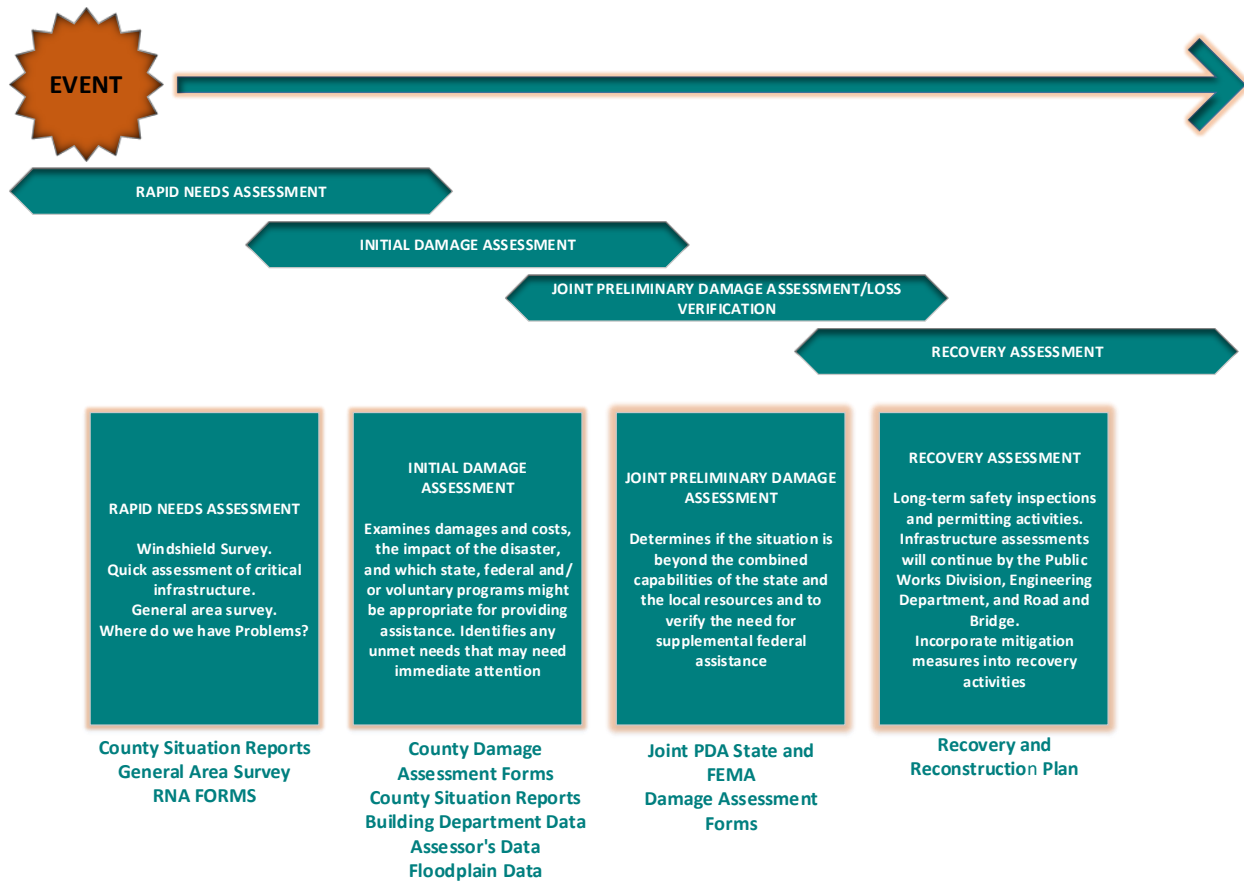 EVENT
RAPID NEEDS ASSESSMENT
INITIAL DAMAGE ASSESSMENT
JOINT PRELIMINARY DAMAGE ASSESSMENT/LOSS
VERIFICATION
RECOVERY ASSESSMENT
RAPID NEEDS ASSESSMENT
Windshield Survey.
Quick assessment of critical
infrastructure.
General area survey.
Where do we have Problems?
INITIAL DAMAGE
ASSESSMENT
Examines damages and costs,
the impact of the disaster,
and which state, federal and/
or voluntary programs might
be appropriate for providing
assistance. Identifies any
unmet needs that may need
immediate attention
JOINT PRELIMINARY DAMAGE
ASSESSMENT
Determines if the situation is
beyond the combined
capabilities of the state and
the local resources and to
verify the need for
supplemental federal
assistance
RECOVERY ASSESSMENT
Long-term safety inspections
and permitting activities.
Infrastructure assessments
will continue by the Public
Works Division, Engineering
Department, and Road and
Bridge.
Incorporate mitigation
measures into recovery
activities
County Situation Reports
General Area Survey
RNA FORMS
County Damage
Assessment Forms
County Situation Reports
Building Department Data
Assessor's Data
Floodplain Data
Joint PDA State and
FEMA
Damage Assessment
Forms
Recovery and
Reconstruction Plan